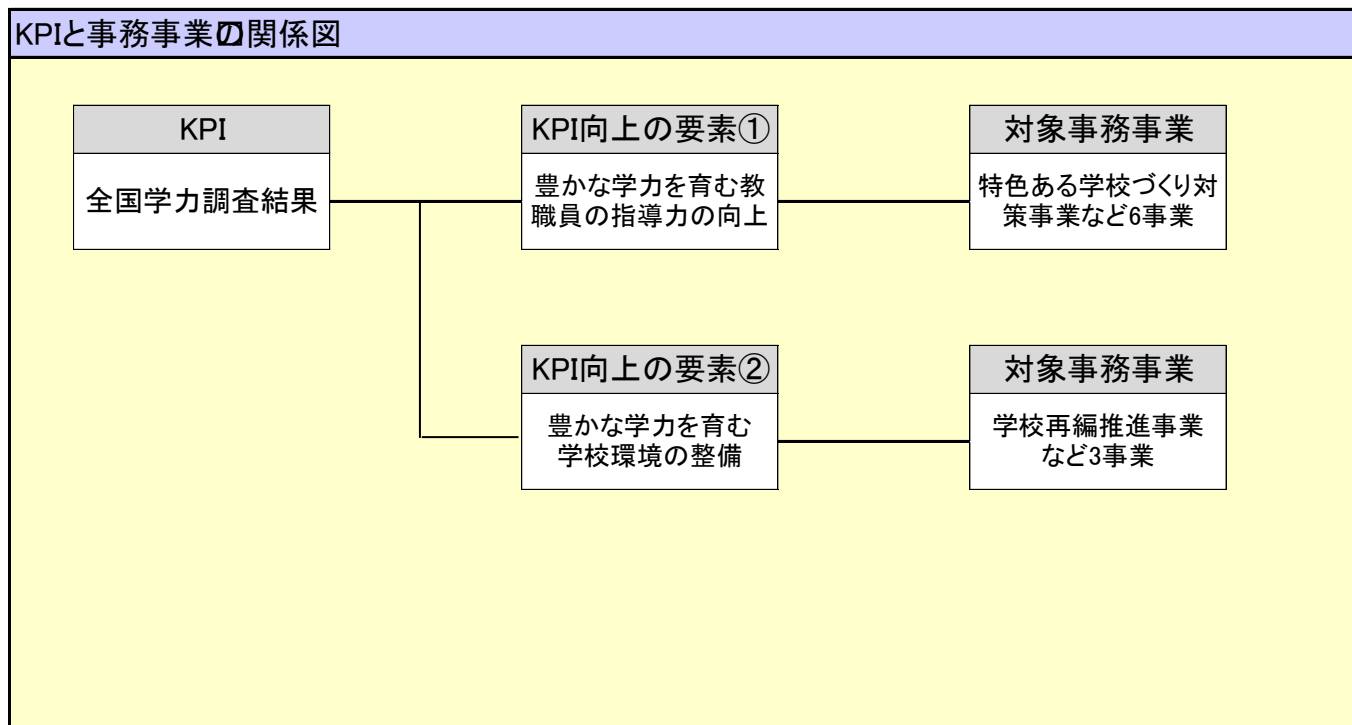 KPIと事務事業の関係図
KPI
全国学力調査結果
KPI向上の要素①
豊かな学力を育む教
職員の指導力の向上
対象事務事業
特色ある学校づくり対
策事業など6事業
KPI向上の要素②
豊かな学力を育む
学校環境の整備
対象事務事業
学校再編推進事業
など3事業